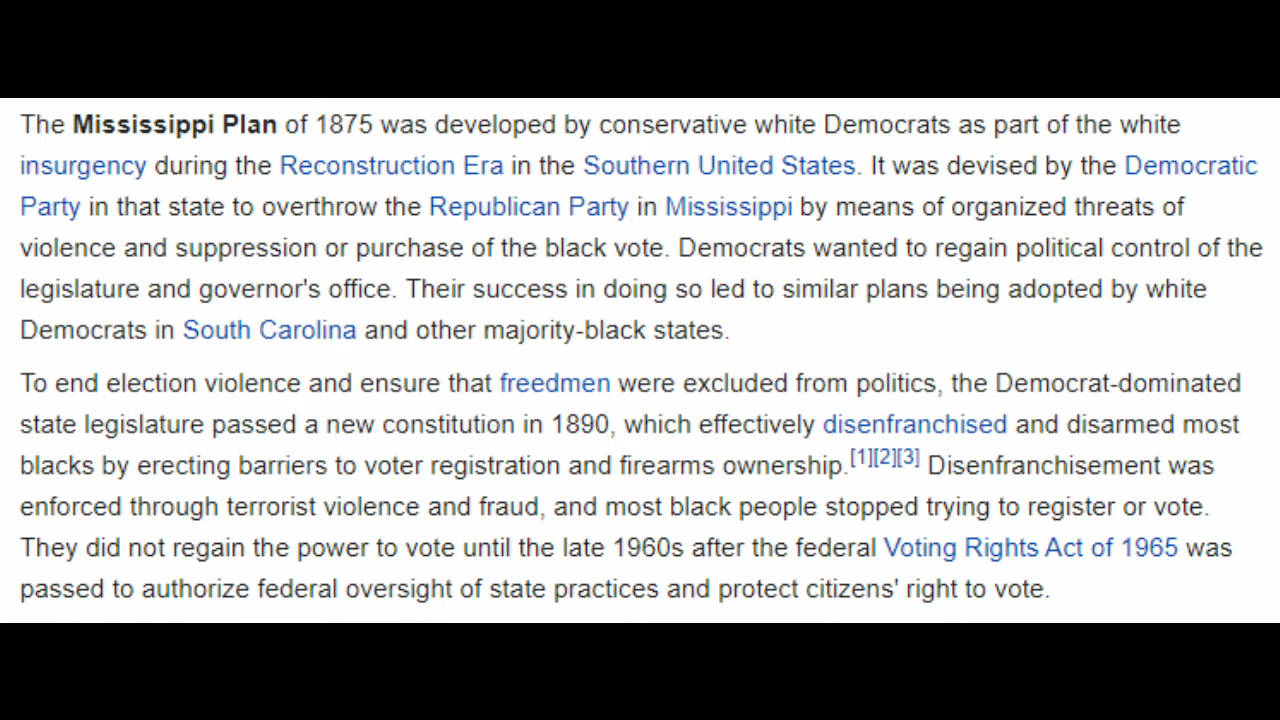 The Mississippi Plan of 1875 was developed by conservative white Democrats as part of the white
insurgency during the Reconstruction Era in the Southern United States. It was devised by the Democratic
Party in that state to overthrow the Republican Party in Mississippi by means of organized threats of
violence and suppression or purchase of the black vote. Democrats wanted to regain political control of the
legislature and governor's office. Their success in doing so led to similar plans being adopted by white
Democrats in South Carolina and other majority-black states.
To end election violence and ensure that freedmen were excluded from politics, the Democrat-dominated
state legislature passed a new constitution in 1890, which effectively disenfranchised and disarmed most
blacks by erecting barriers to voter registration and firearms ownership.[1][2][3] Disenfranchisement was
enforced through terrorist violence and fraud, and most black people stopped trying to register or vote.
They did not regain the power to vote until the late 1960s after the federal Voting Rights Act of 1965 was
passed to authorize federal oversight of state practices and protect citizens' right to vote.